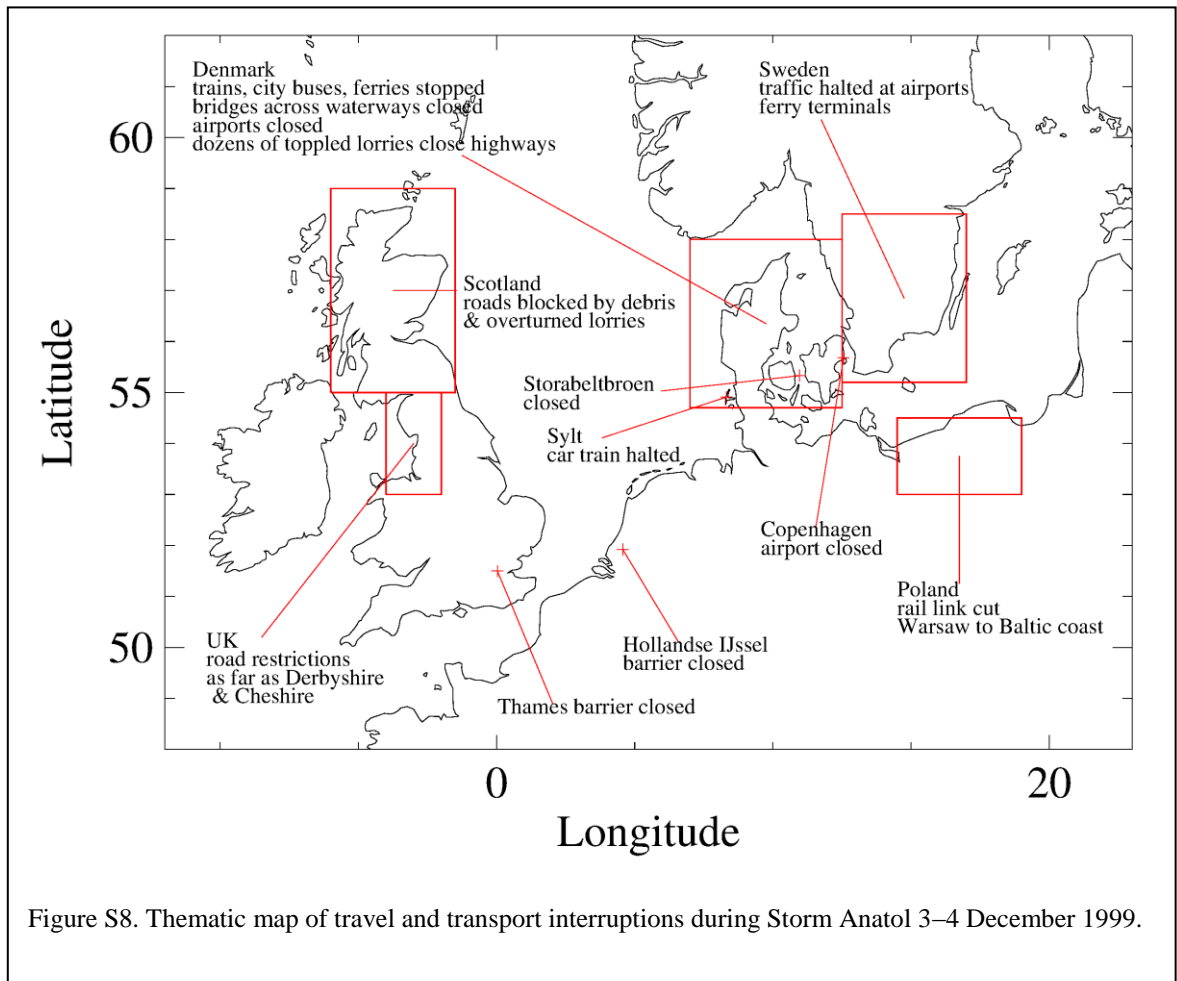 Denmark
trains, city buses, ferries stopped
bridges across waterways closed
airports closed
dozens of toppled lorries close highways
Sweden
traffic halted at airports
ferry terminals
60
Scotland
roads blocked by debris
& overturned lorries
Storabeltbroen
closed
55
Sylt
car train halted
Latitude
Copenhagen
airport closed
Poland
rail link cut
Warsaw to Baltic coast
UK
road restrictions
as far as Derbyshire
& Cheshire
Hollandse IJssel
barrier closed
50
Thames barrier closed
0
20
Longitude
Figure S8. Thematic map of travel and transport interruptions during Storm Anatol 3–4 December 1999.